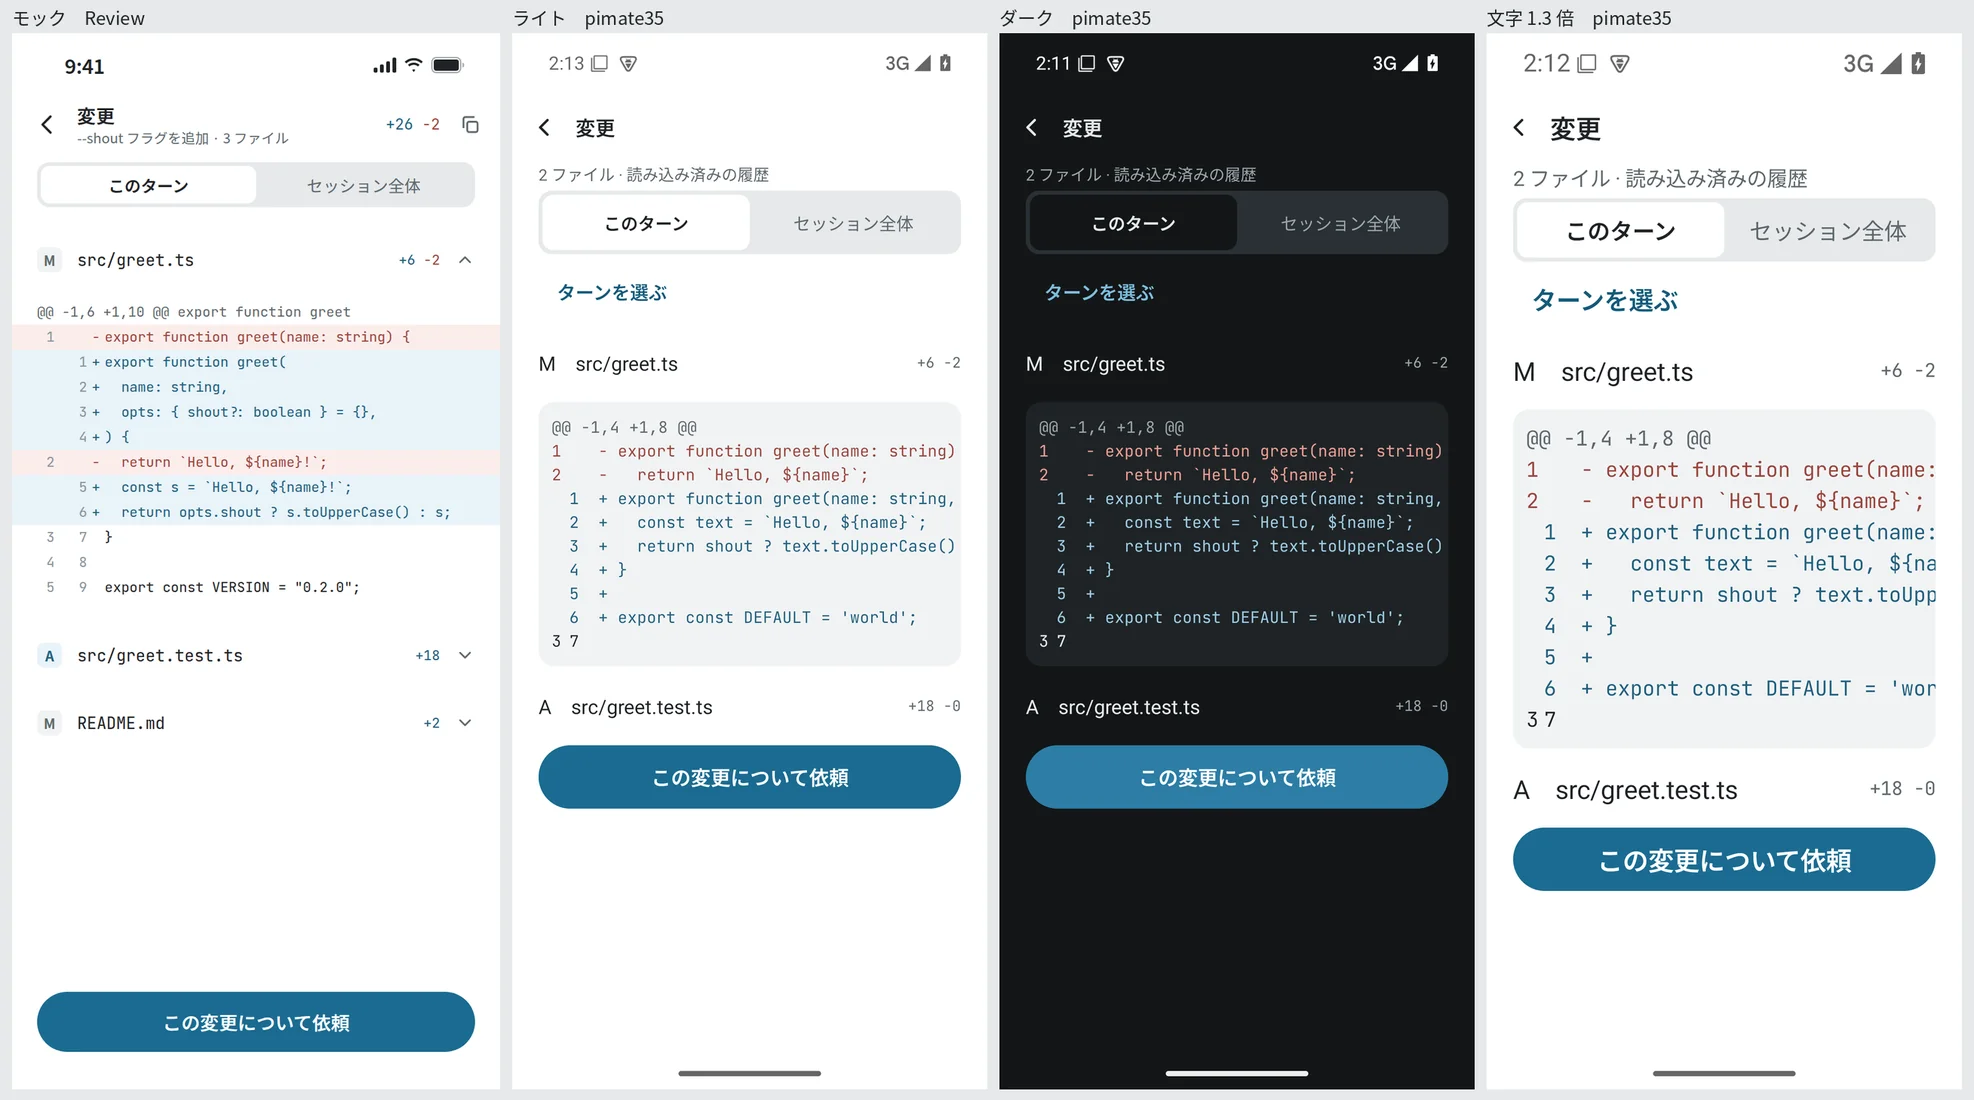 モック Review
9:41
変更
--shout フラグを追加 · 3 ファイル
+26 -2
このターン
セッション全体
M src/greet.ts +6 -2
@@ -1,6 +1,10 @@ export function greet
1 - export function greet(name: string) {
1 + export function greet(
2 + name: string,
3 + opts: { shout?: boolean } = {},
4 + ) {
2 - return `Hello, ${name}!`;
5 + const s = `Hello, ${name}!`;
6 + return opts.shout ? s.toUpperCase() : s;
3 7 }
4 8
5 9 export const VERSION = "0.2.0";
A src/greet.test.ts +18
M README.md +2
この変更について依頼
ライト pimate35
2:13
3G
変更
2 ファイル · 読み込み済みの履歴
このターン
セッション全体
ターンを選ぶ
M src/greet.ts +6 -2
@@ -1,4 +1,8 @@
1 - export function greet(name: string)
2 - return `Hello, ${name}`;
1 + export function greet(name: string,
2 + const text = `Hello, ${name}`;
3 + return shout ? text.toUpperCase()
4 + }
5 +
6 + export const DEFAULT = 'world';
3 7
A src/greet.test.ts +18 -0
この変更について依頼
ダーク pimate35
2:11
3G
変更
2 ファイル · 読み込み済みの履歴
このターン
セッション全体
ターンを選ぶ
M src/greet.ts +6 -2
@@ -1,4 +1,8 @@
1 - export function greet(name: string)
2 - return `Hello, ${name}`;
1 + export function greet(name: string,
2 + const text = `Hello, ${name}`;
3 + return shout ? text.toUpperCase()
4 + }
5 +
6 + export const DEFAULT = 'world';
3 7
A src/greet.test.ts +18 -0
この変更について依頼
文字 1.3 倍 pimate35
2:12
3G
変更
2 ファイル · 読み込み済みの履歴
このターン
セッション全体
ターンを選ぶ
M src/greet.ts +6 -2
@@ -1,4 +1,8 @@
1 - export function greet(name:
2 - return `Hello, ${name}`;
1 + export function greet(name:
2 + const text = `Hello, ${na
3 + return shout ? text.toUpp
4 + }
5 +
6 + export const DEFAULT = 'wor
3 7
A src/greet.test.ts +18 -0
この変更について依頼